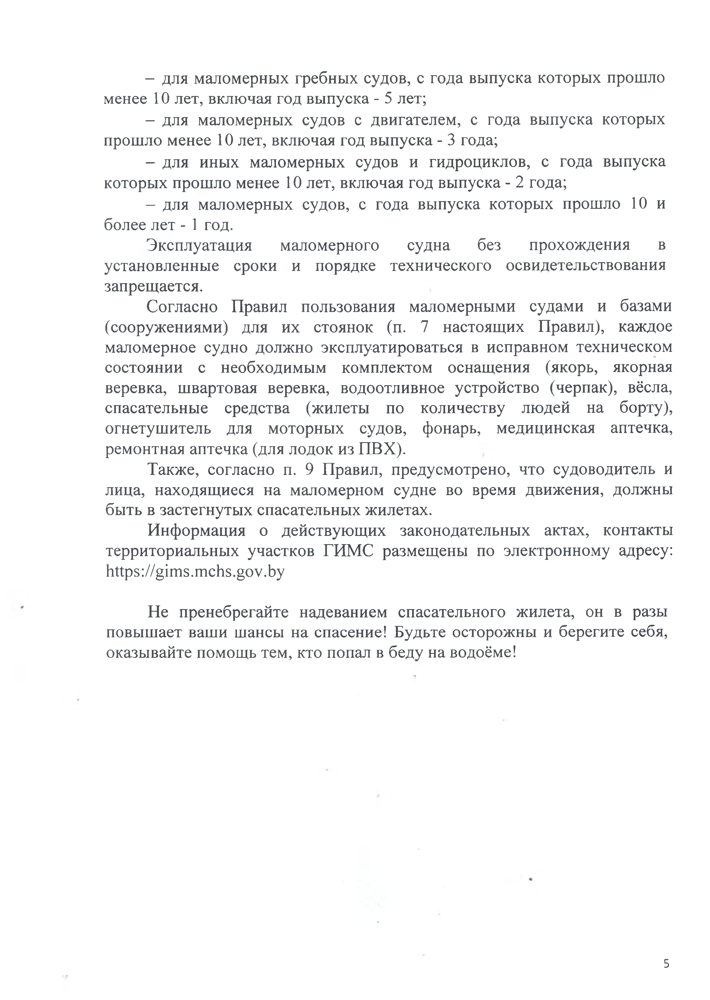 – для маломерных гребных судов, с года выпуска которых прошло
менее 10 лет, включая год выпуска - 5 лет;
– для маломерных судов с двигателем, с года выпуска которых
прошло менее 10 лет, включая год выпуска - 3 года;
– для иных маломерных судов и гидроциклов, с года выпуска
которых прошло менее 10 лет, включая год выпуска - 2 года;
– для маломерных судов, с года выпуска которых прошло 10 и
более лет - 1 год.
Эксплуатация маломерного судна без прохождения в
установленные сроки и порядке технического освидетельствования
запрещается.
Согласно Правил пользования маломерными судами и базами
(сооружениями) для их стоянок (п. 7 настоящих Правил), каждое
маломерное судно должно эксплуатироваться в исправном техническом
состоянии с необходимым комплектом оснащения (якорь, якорная
веревка, швартовая веревка, водоотливное устройство (черпак), вёсла,
спасательные средства (жилеты по количеству людей на борту),
огнетушитель для моторных судов, фонарь, медицинская аптечка,
ремонтная аптечка (для лодок из ПВХ).
Также, согласно п. 9 Правил, предусмотрено, что судоводитель и
лица, находящиеся на маломерном судне во время движения, должны
быть в застегнутых спасательных жилетах.
Информация о действующих законодательных актах, контакты
территориальных участков ГИМС размещены по электронному адресу:
https://gims.mchs.gov.by
Не пренебрегайте надеванием спасательного жилета, он в разы
повышает ваши шансы на спасение! Будьте осторожны и берегите себя,
оказывайте помощь тем, кто попал в беду на водоёме!
5